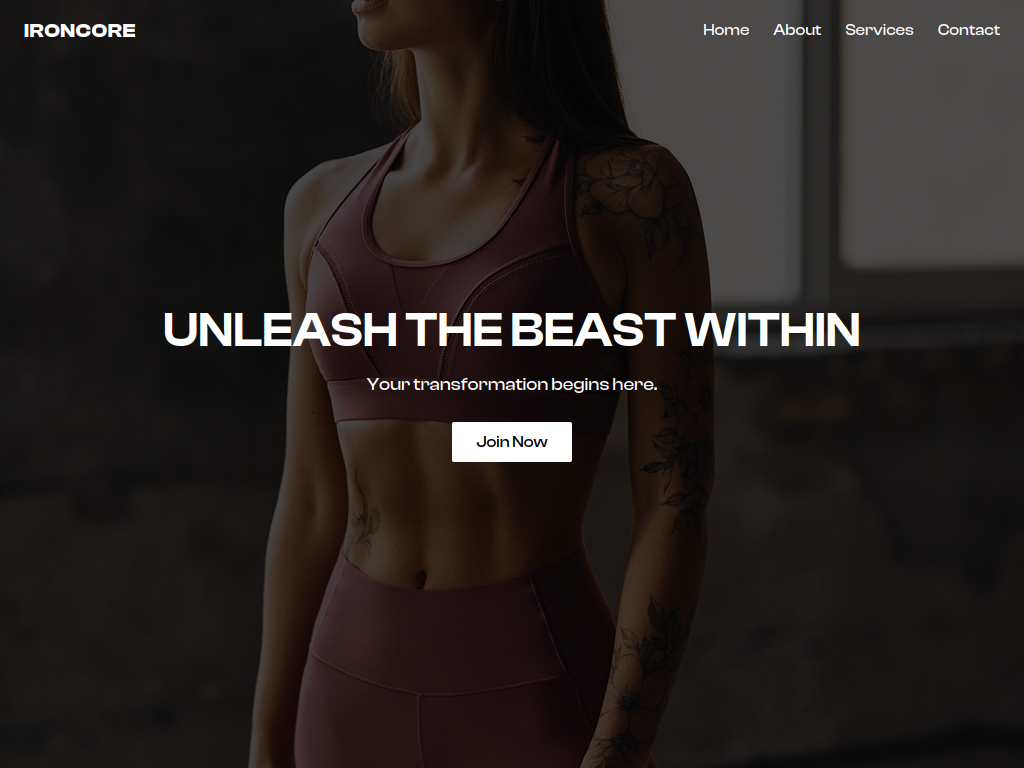 IRONCORE
Home About Services Contact
UNLEASH THE BEAST WITHIN
Your transformation begins here.
Join Now